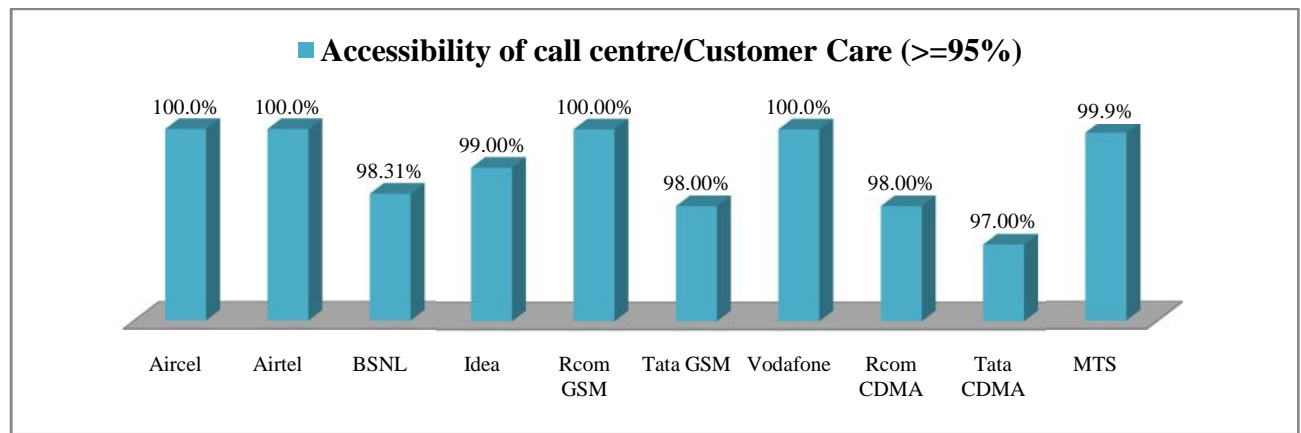 Accessibility of call centre/Customer Care (>=95%)
100.0%
100.0%
98.31%
99.00%
100.00%
98.00%
100.0%
98.00%
97.00%
99.9%
Aircel
Airtel
BSNL
Idea
Rcom
GSM
Tata GSM
Vodafone
Rcom
CDMA
Tata
CDMA
MTS